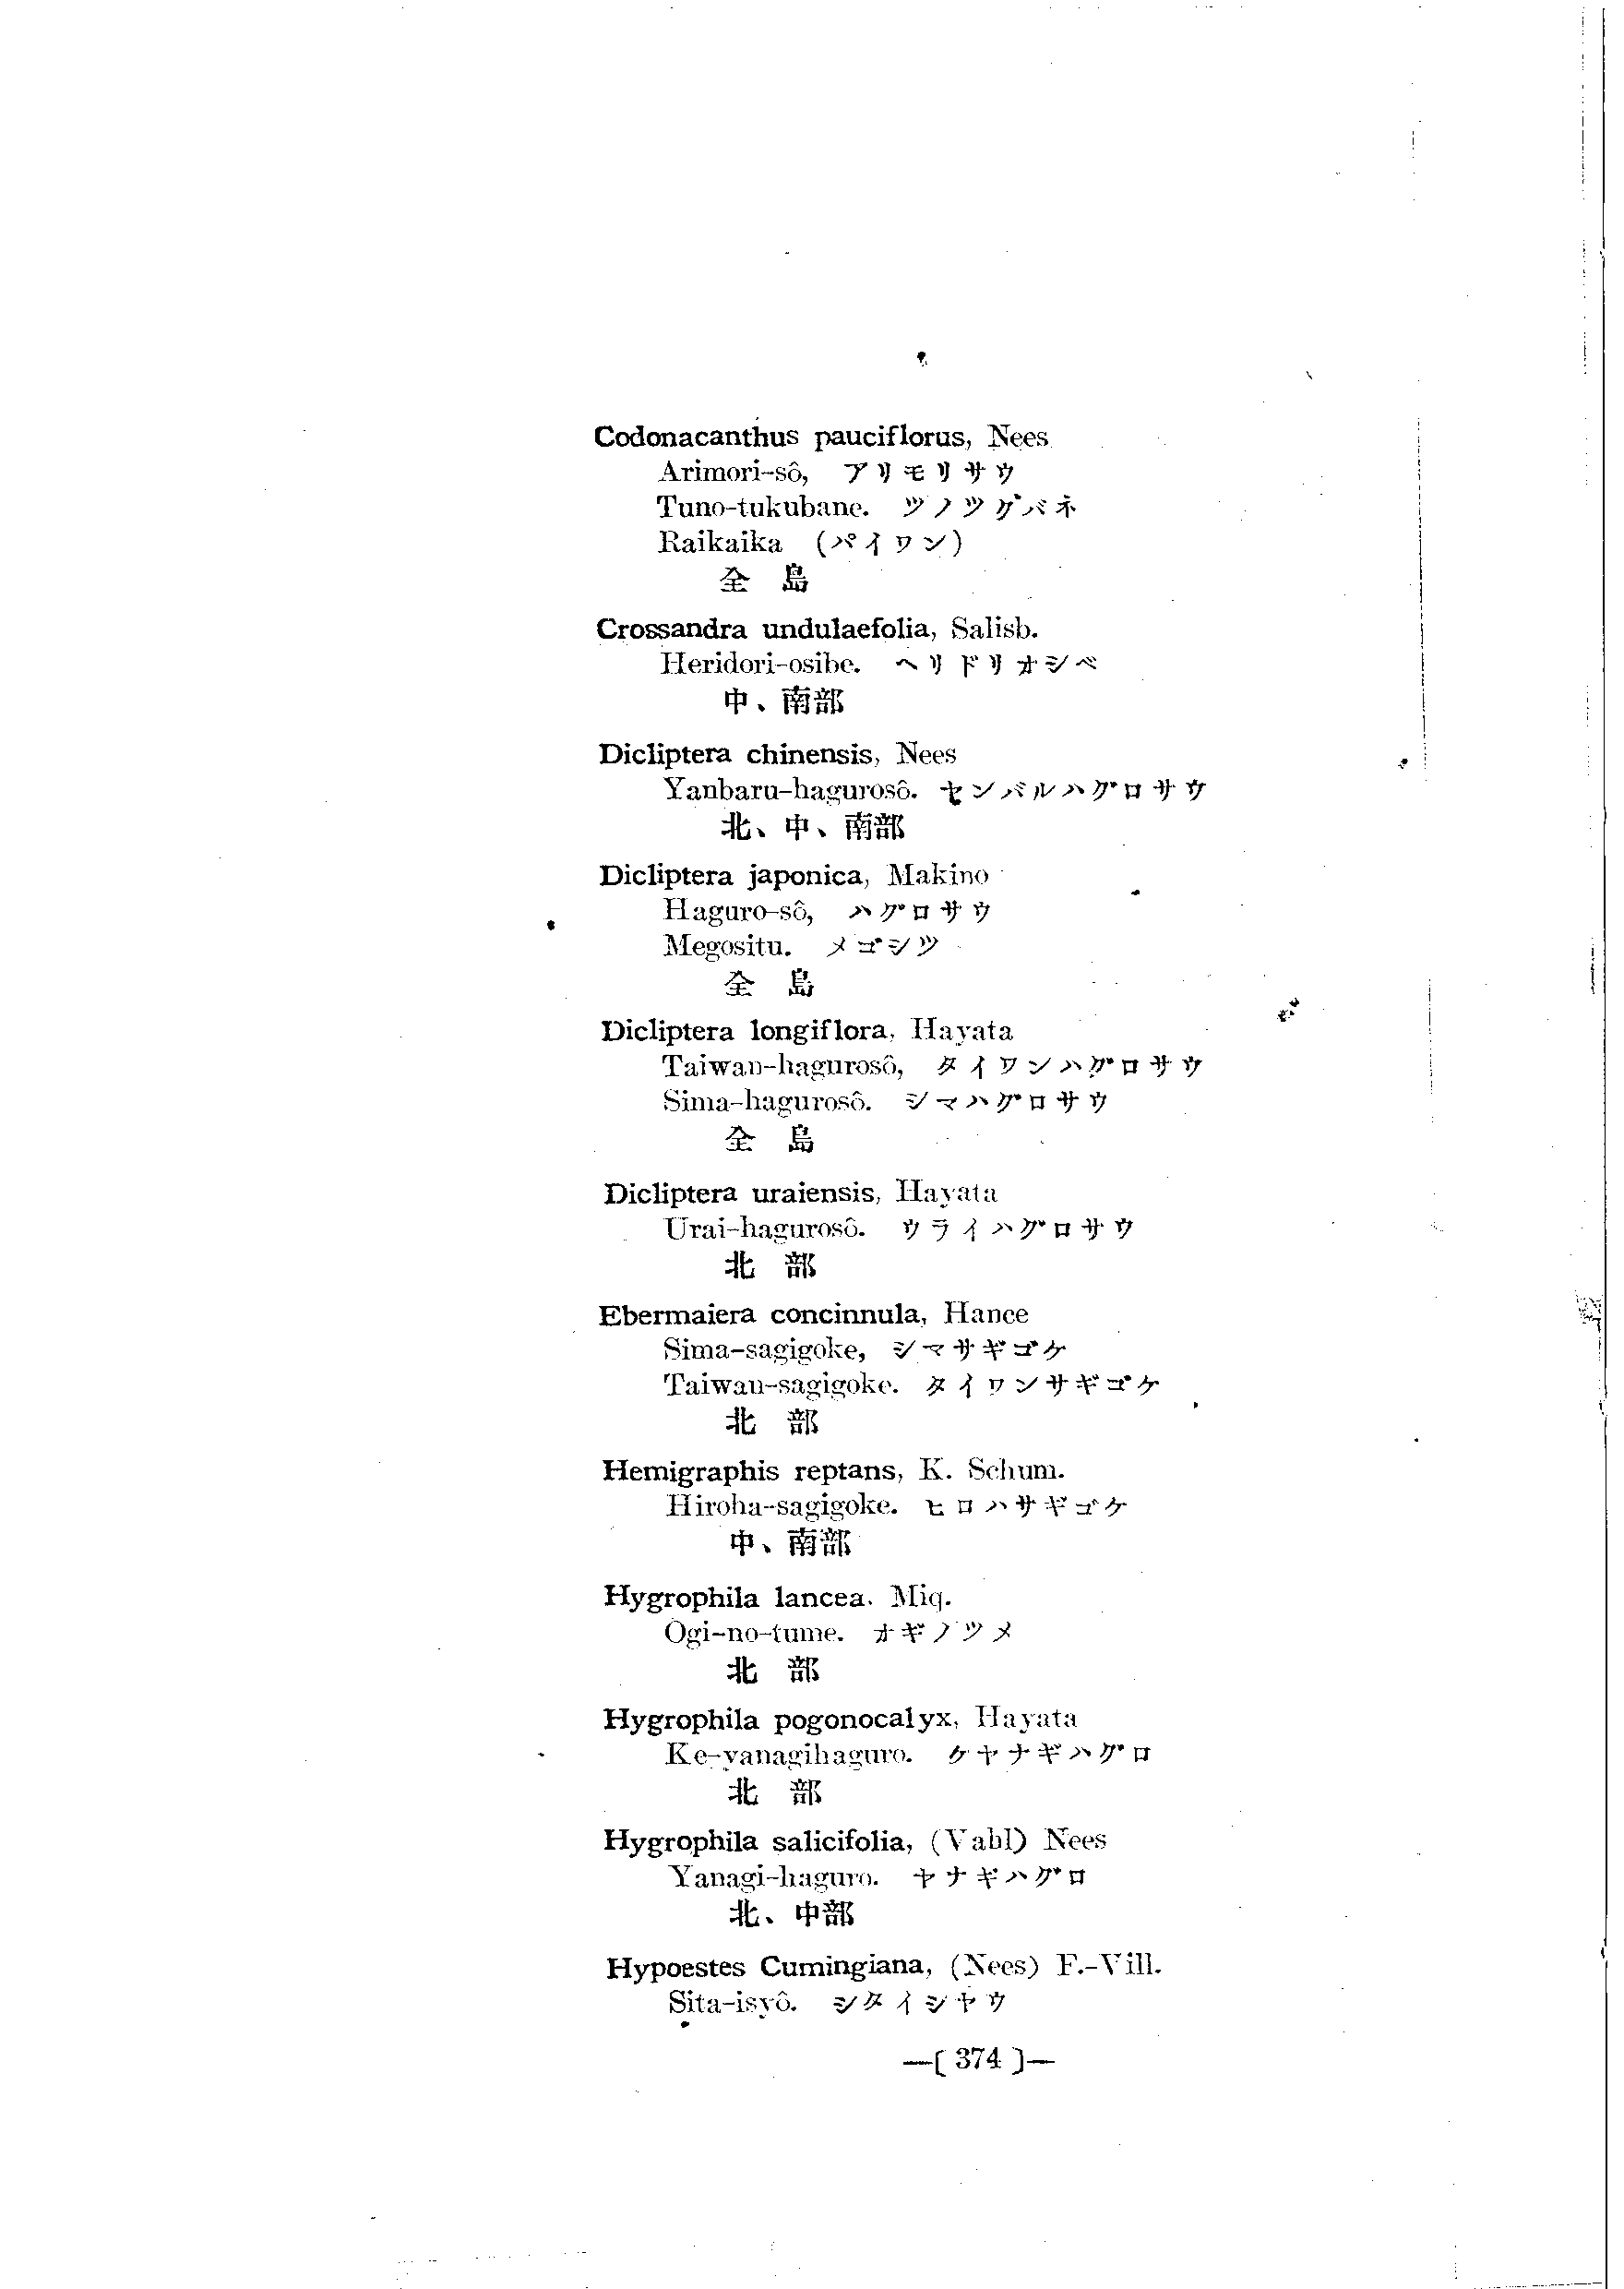 Codonacanthus pauciflorus, Nees
Arimori-sô, アリモリサウ
Tuno-tukubane. ツノツグバネ
Raikaika (パイワン)
全 島
Crossandra undulaefolia, Salisb.
Heridori-osibe. ヘリドリオシベ
中、南部
Dicliptera chinensis, Nees
Yanbaru-hagurosô. センバルハグロサウ
北、中、南部
Dicliptera japonica, Makino
Haguro-sô, ハグロサウ
Megositu. メゴシツ
全 島
Dicliptera longiflora, Hayata
Taiwan-hagurosô, タイワンハグロサウ
Sima-hagurosô. シマハグロサウ
全 島
Dicliptera uraiensis, Hayata
Urai-hagurosô. ウライハグロサウ
北 部
Ebermaiera concinnula, Hance
Sima-sagigoke, シマサギゴケ
Taiwan-sagigoke. タイワンサギゴケ
北 部
Hemigraphis reptans, K. Schum.
Hiroha-sagigoke. ヒロハサギゴケ
中、南部
Hygrophila lancea. Miq.
Ogi-no-tume. オギノツメ
北 部
Hygrophila pogonocalyx, Hayata
Ke-yanagihaguro. ケヤナギハグロ
北 部
Hygrophila salicifolia, (Vahl) Nees
Yanagi-haguro. ヤナギハグロ
北、中部
Hypoestes Cumingiana, (Nees) F.-Vill.
Sita-isyô. シタイシヤウ
—( 374 )—